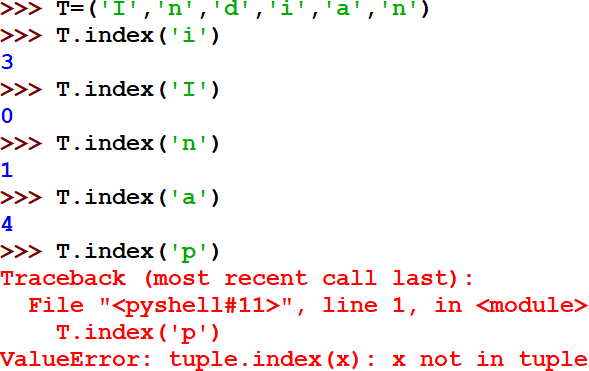 >>> T=('I','n','d','i','a','n')
>>> T.index('i')
3
>>> T.index('I')
0
>>> T.index('n')
1
>>> T.index('a')
4
>>> T.index('p')
Traceback (most recent call last):
  File "<pyshell#11>", line 1, in <module>
    T.index('p')
ValueError: tuple.index(x): x not in tuple